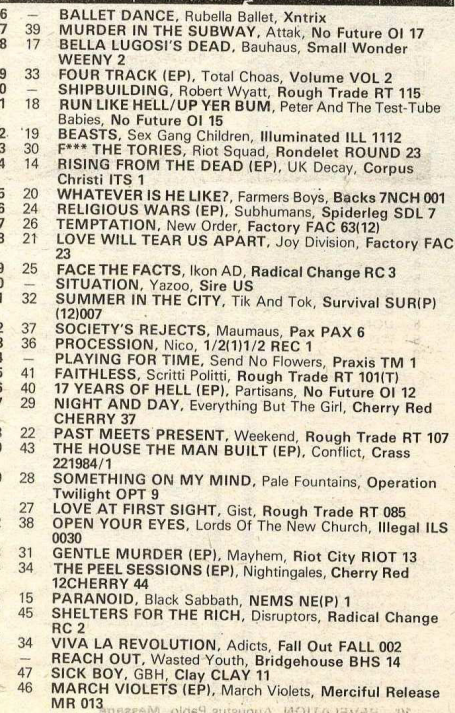 6 — BALLET DANCE, Rubella Ballet, Xntrix
7 39 MURDER IN THE SUBWAY, Attak, No Future OI 17
8 17 BELLA LUGOSI'S DEAD, Bauhaus, Small Wonder
WEENY 2
9 33 FOUR TRACK (EP), Total Choas, Volume VOL 2
0 — SHIPBUILDING, Robert Wyatt, Rough Trade RT 115
1 18 RUN LIKE HELL/UP YER BUM, Peter And The Test-Tube
Babies, No Future OI 15
2 19 BEASTS, Sex Gang Children, Illuminated ILL 1112
3 30 F*** THE TORIES, Riot Squad, Rondelet ROUND 23
4 14 RISING FROM THE DEAD (EP), UK Decay, Corpus
Christi ITS 1
5 20 WHATEVER IS HE LIKE?, Farmers Boys, Backs 7NCH 001
6 24 RELIGIOUS WARS (EP), Subhumans, Spiderleg SDL 7
7 26 TEMPTATION, New Order, Factory FAC 63(12)
8 21 LOVE WILL TEAR US APART, Joy Division, Factory FAC
23
9 25 FACE THE FACTS, Ikon AD, Radical Change RC 3
0 — SITUATION, Yazoo, Sire US
1 32 SUMMER IN THE CITY, Tik And Tok, Survival SUR(P)
(12)007
2 37 SOCIETY'S REJECTS, Maumaus, Pax PAX 6
3 36 PROCESSION, Nico, 1/2(1)1/2 REC 1
— PLAYING FOR TIME, Send No Flowers, Praxis TM 1
5 41 FAITHLESS, Scritti Politti, Rough Trade RT 101(T)
6 40 17 YEARS OF HELL (EP), Partisans, No Future OI 12
7 29 NIGHT AND DAY, Everything But The Girl, Cherry Red
CHERRY 37
22 PAST MEETS PRESENT, Weekend, Rough Trade RT 107
43 THE HOUSE THE MAN BUILT (EP), Conflict, Crass
221984/1
28 SOMETHING ON MY MIND, Pale Fountains, Operation
Twilight OPT 9
27 LOVE AT FIRST SIGHT, Gist, Rough Trade RT 085
38 OPEN YOUR EYES, Lords Of The New Church, Illegal ILS
0030
31 GENTLE MURDER (EP), Mayhem, Riot City RIOT 13
34 THE PEEL SESSIONS (EP), Nightingales, Cherry Red
12CHERRY 44
15 PARANOID, Black Sabbath, NEMS NE(P) 1
45 SHELTERS FOR THE RICH, Disruptors, Radical Change
RC 2
34 VIVA LA REVOLUTION, Adicts, Fall Out FALL 002
— REACH OUT, Wasted Youth, Bridgehouse BHS 14
47 SICK BOY, GBH, Clay CLAY 11
46 MARCH VIOLETS (EP), March Violets, Merciful Release
MR 013